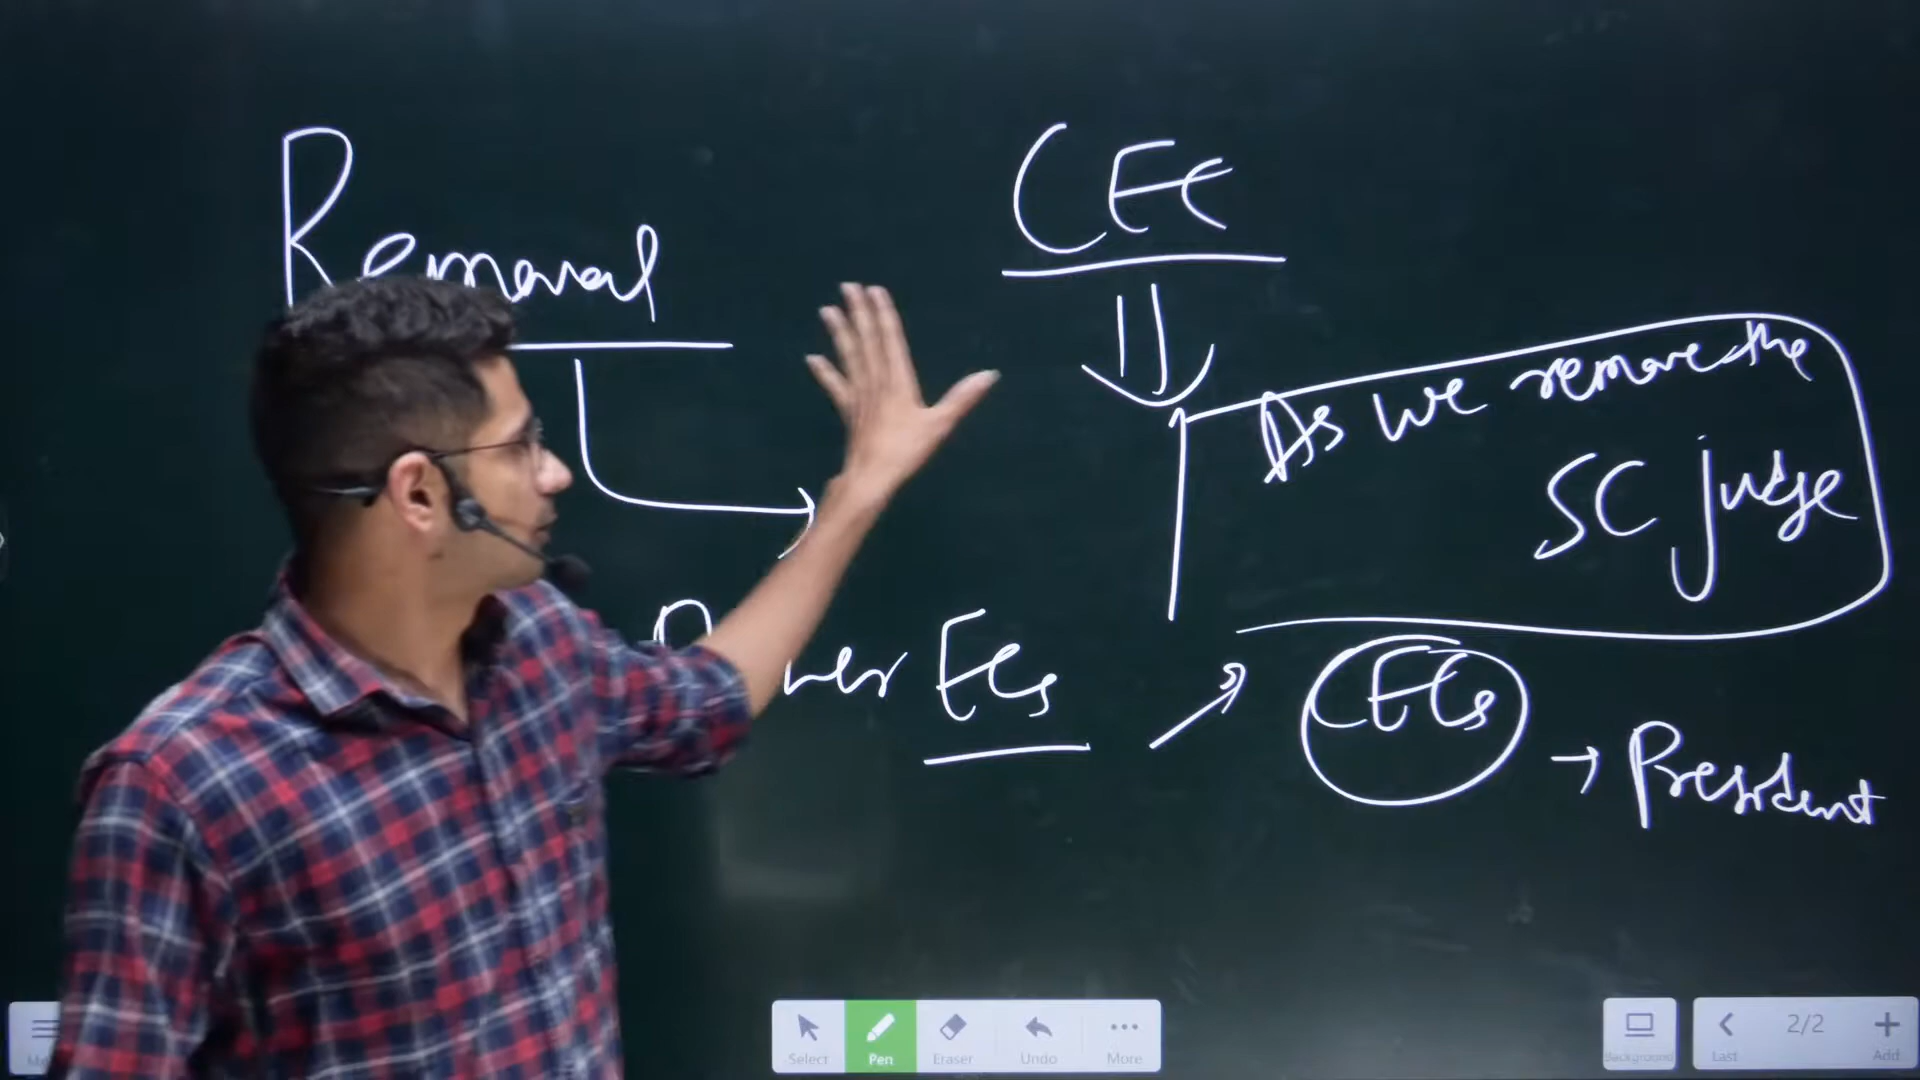 Removal
CEC
As we remove the
SC judge
ECs
CECs
→ President
Select
Pen
Eraser
Undo
More
Background
2/2
Last
Add